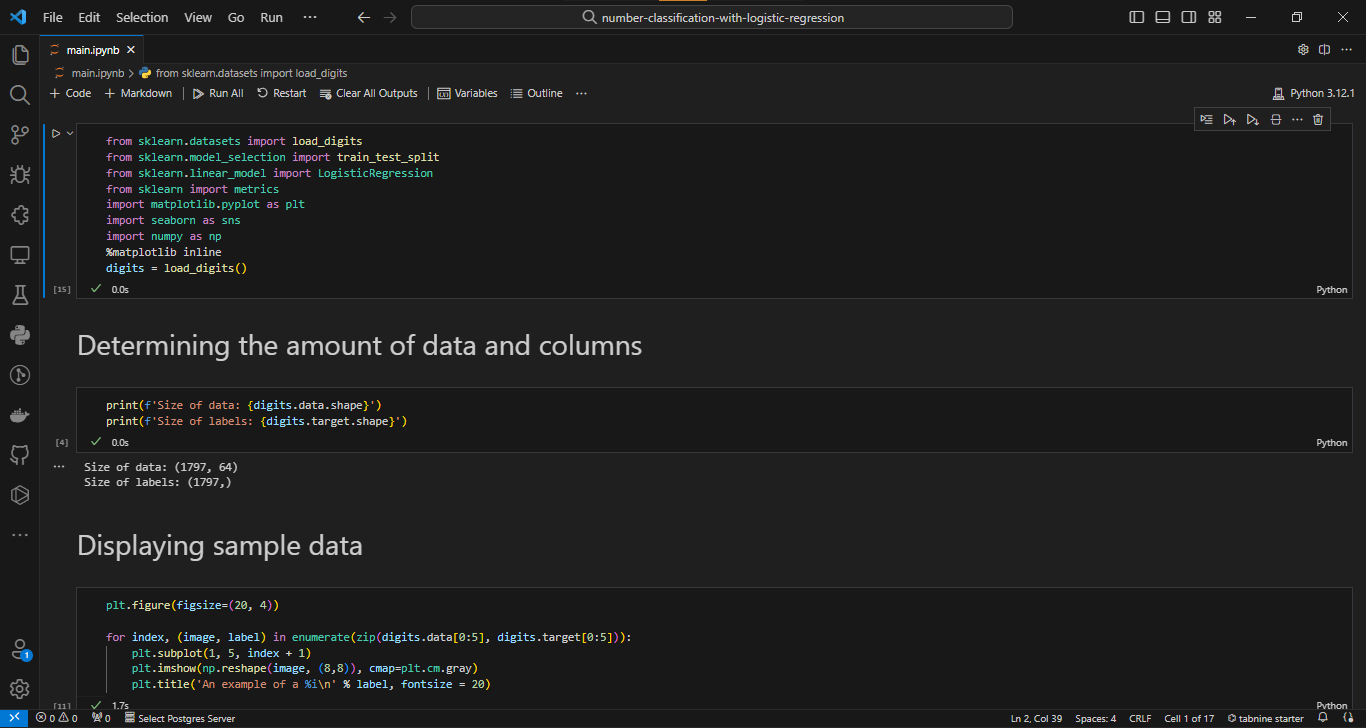 File Edit Selection View Go Run ···
number-classification-with-logistic-regression
main.ipynb
main.ipynb > from sklearn.datasets import load_digits
+ Code + Markdown | Run All Restart Clear All Outputs | Variables Outline ···
Python 3.12.1
from sklearn.datasets import load_digits
from sklearn.model_selection import train_test_split
from sklearn.linear_model import LogisticRegression
from sklearn import metrics
import matplotlib.pyplot as plt
import seaborn as sns
import numpy as np
%matplotlib inline
digits = load_digits()
[15] 0.0s Python
Determining the amount of data and columns
print(f'Size of data: {digits.data.shape}')
print(f'Size of labels: {digits.target.shape}')
[4] 0.0s Python
Size of data: (1797, 64)
Size of labels: (1797,)
Displaying sample data
plt.figure(figsize=(20, 4))
for index, (image, label) in enumerate(zip(digits.data[0:5], digits.target[0:5])):
    plt.subplot(1, 5, index + 1)
    plt.imshow(np.reshape(image, (8,8)), cmap=plt.cm.gray)
    plt.title('An example of a %i\n' % label, fontsize = 20)
[11] 1.7s Python
1
0 0 0 Select Postgres Server Ln 2, Col 39 Spaces: 4 CRLF Cell 1 of 17 tabnine starter